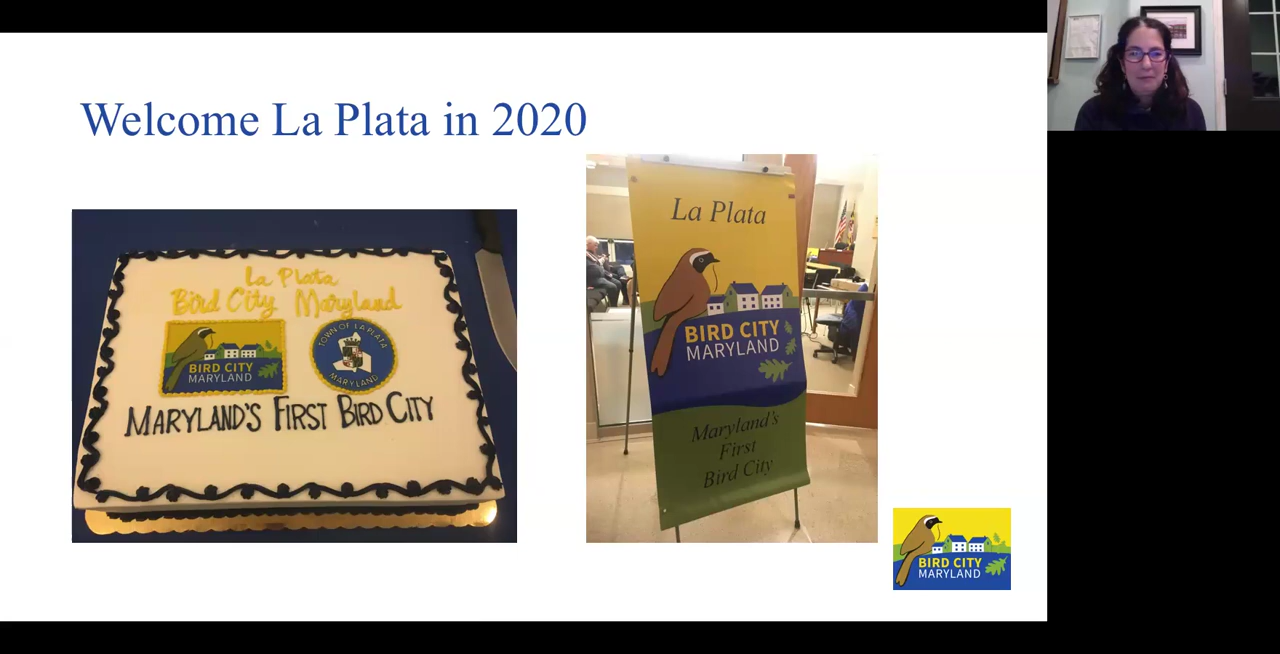 Welcome La Plata in 2020
La Plata
Bird City Maryland
BIRD CITY
MARYLAND
TOWN OF LA PLATA
MARYLAND
MARYLAND'S FIRST BIRD CITY
La Plata
BIRD CITY
MARYLAND
Maryland's
First
Bird City
BIRD CITY
MARYLAND